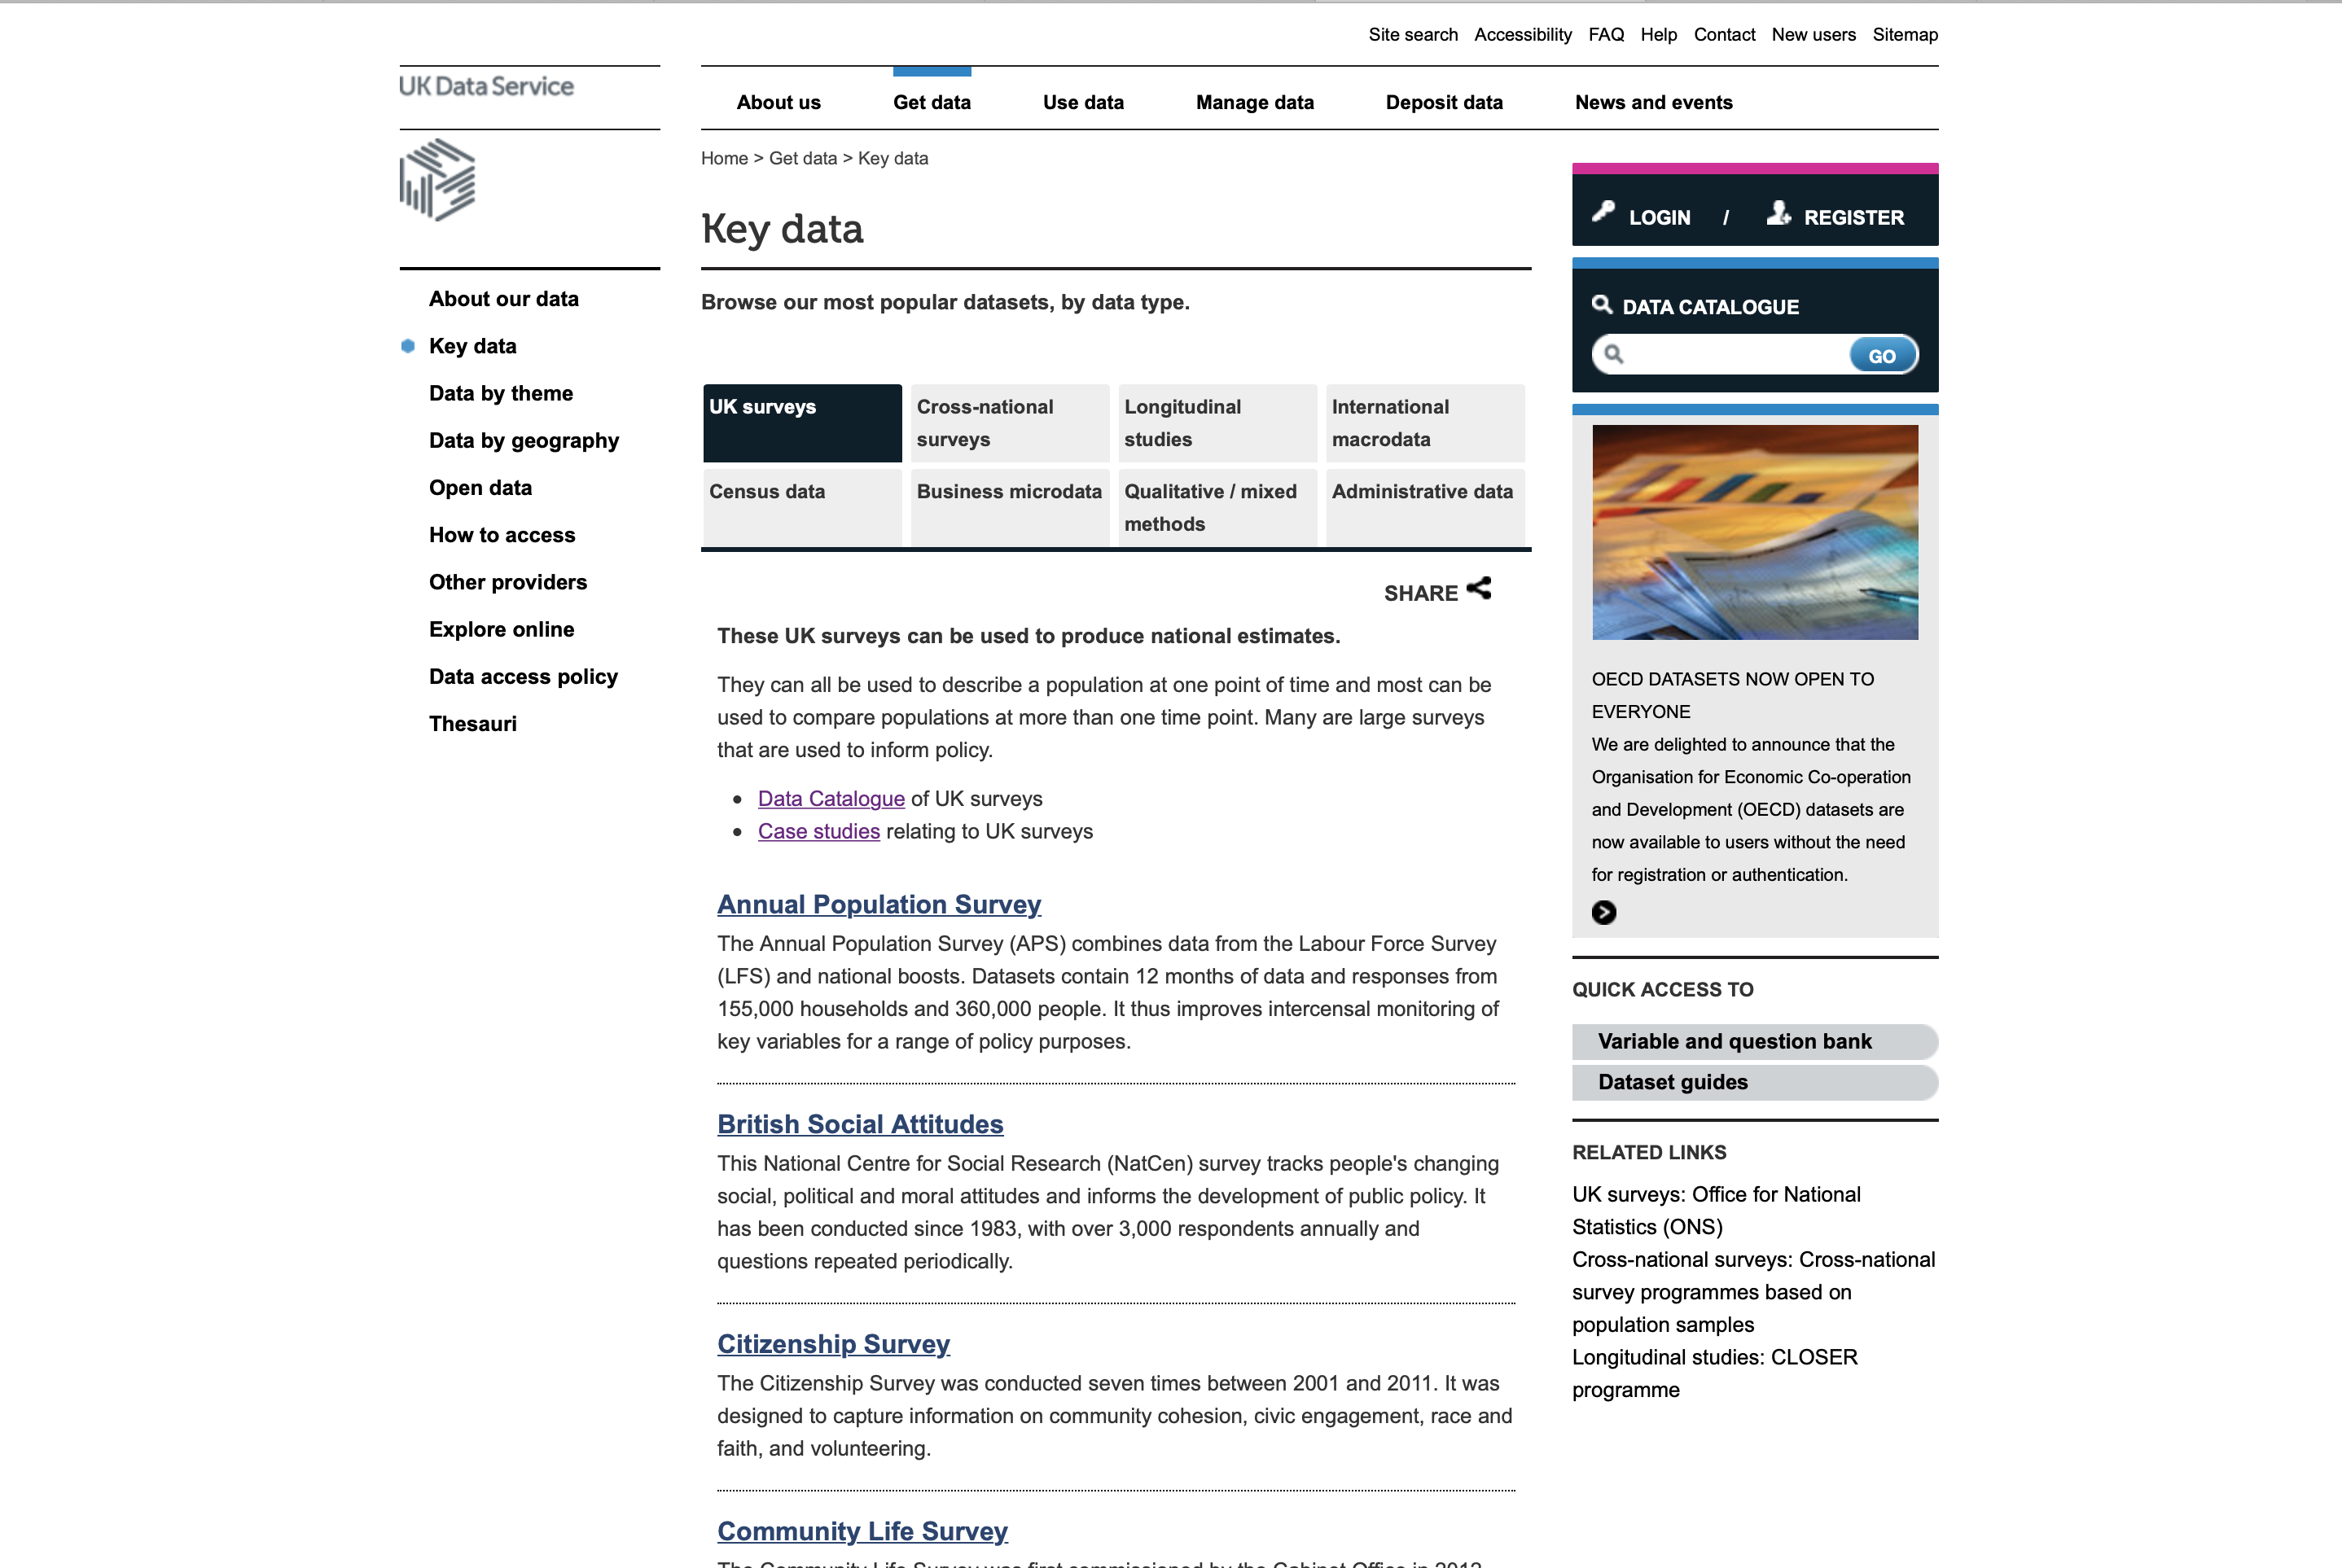 Site search Accessibility FAQ Help Contact New users Sitemap
UK Data Service
About us Get data Use data Manage data Deposit data News and events
Home > Get data > Key data
Key data
Browse our most popular datasets, by data type.
About our data
Key data
Data by theme
Data by geography
Open data
How to access
Other providers
Explore online
Data access policy
Thesauri
UK surveys
Cross-national
surveys
Longitudinal
studies
International
macrodata
Census data
Business microdata
Qualitative / mixed
methods
Administrative data
SHARE
These UK surveys can be used to produce national estimates.
They can all be used to describe a population at one point of time and most can be
used to compare populations at more than one time point. Many are large surveys
that are used to inform policy.
• Data Catalogue of UK surveys
• Case studies relating to UK surveys
Annual Population Survey
The Annual Population Survey (APS) combines data from the Labour Force Survey
(LFS) and national boosts. Datasets contain 12 months of data and responses from
155,000 households and 360,000 people. It thus improves intercensal monitoring of
key variables for a range of policy purposes.
British Social Attitudes
This National Centre for Social Research (NatCen) survey tracks people's changing
social, political and moral attitudes and informs the development of public policy. It
has been conducted since 1983, with over 3,000 respondents annually and
questions repeated periodically.
Citizenship Survey
The Citizenship Survey was conducted seven times between 2001 and 2011. It was
designed to capture information on community cohesion, civic engagement, race and
faith, and volunteering.
Community Life Survey
The Community Life Survey was first commissioned by the Cabinet Office in 2012
LOGIN / REGISTER
DATA CATALOGUE
GO
OECD DATASETS NOW OPEN TO
EVERYONE
We are delighted to announce that the
Organisation for Economic Co-operation
and Development (OECD) datasets are
now available to users without the need
for registration or authentication.
QUICK ACCESS TO
Variable and question bank
Dataset guides
RELATED LINKS
UK surveys: Office for National
Statistics (ONS)
Cross-national surveys: Cross-national
survey programmes based on
population samples
Longitudinal studies: CLOSER
programme